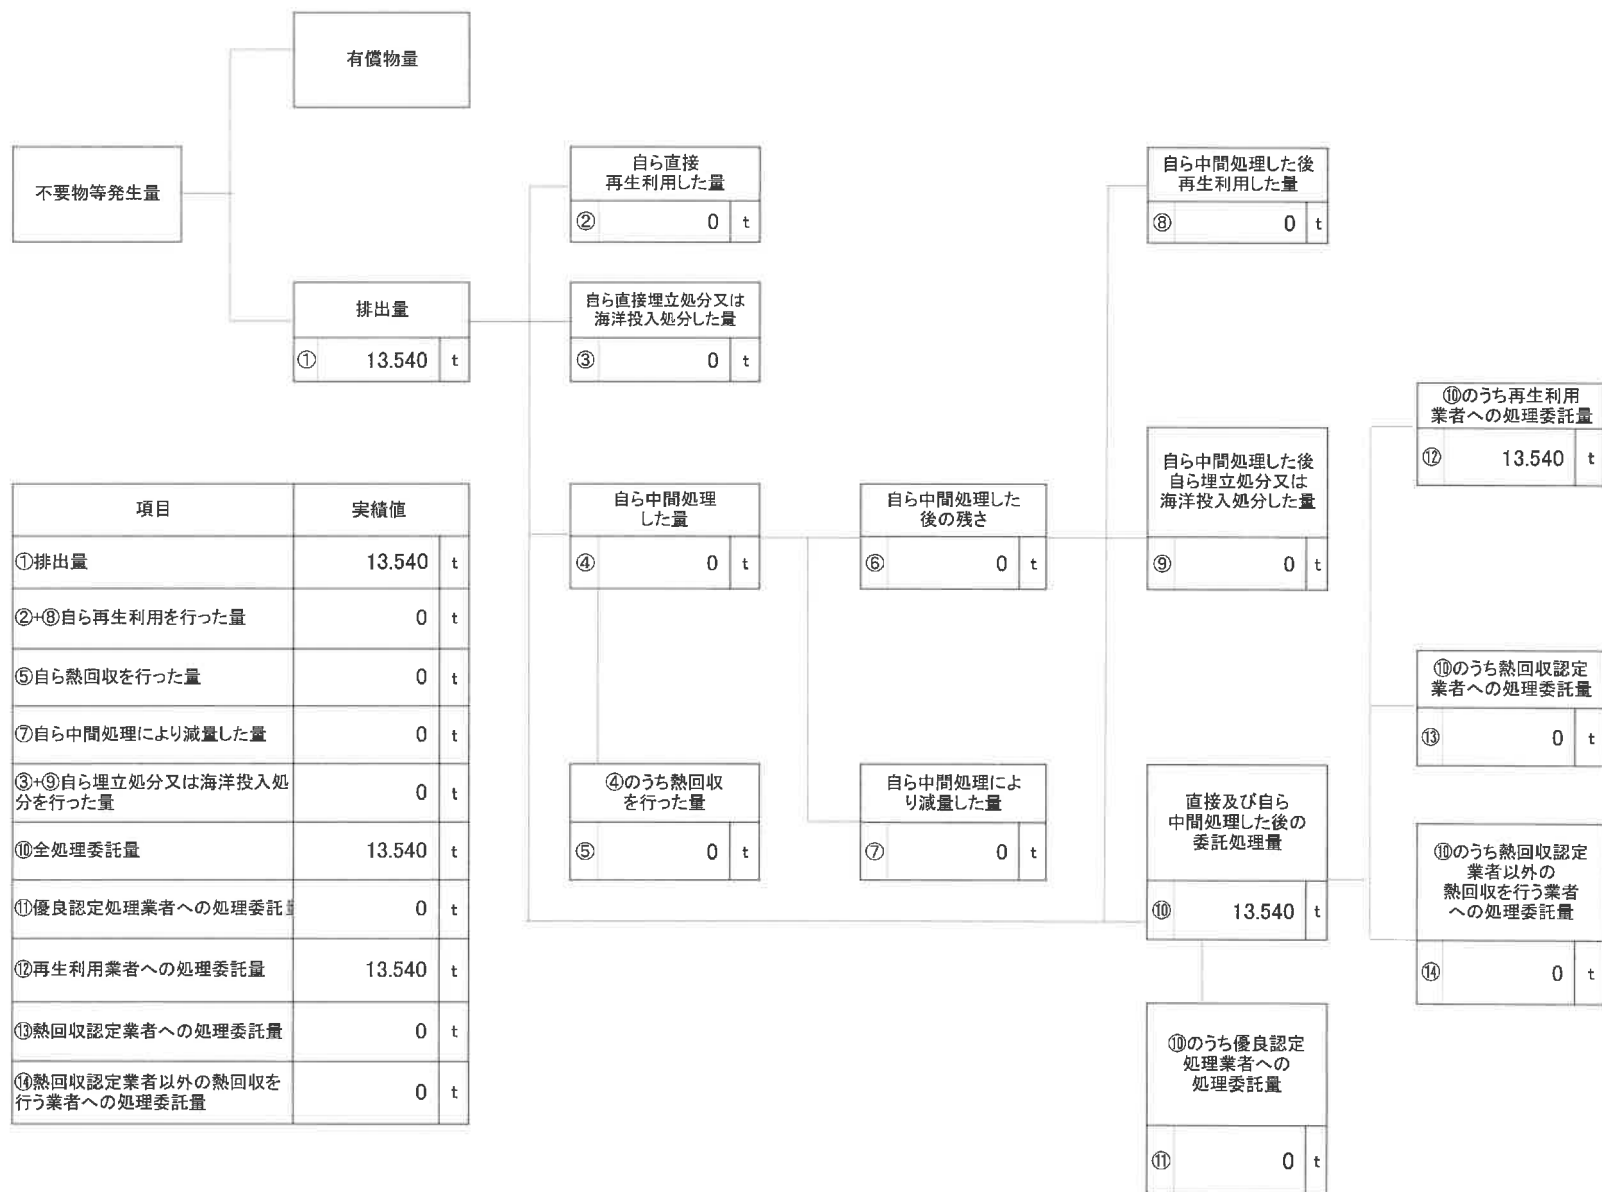 有償物量
不要物等発生量
排出量
① 13.540 t
自ら直接
再生利用した量
② 0 t
自ら直接埋立処分又は
海洋投入処分した量
③ 0 t
自ら中間処理
した量
④ 0 t
④のうち熱回収
を行った量
⑤ 0 t
自ら中間処理した
後の残さ
⑥ 0 t
自ら中間処理によ
り減量した量
⑦ 0 t
自ら中間処理した後
再生利用した量
⑧ 0 t
自ら中間処理した後
自ら埋立処分又は
海洋投入処分した量
⑨ 0 t
直接及び自ら
中間処理した後の
委託処理量
⑩ 13.540 t
⑩のうち優良認定
処理業者への
処理委託量
⑪ 0 t
⑩のうち再生利用
業者への処理委託量
⑫ 13.540 t
⑩のうち熱回収認定
業者への処理委託量
⑬ 0 t
⑩のうち熱回収認定
業者以外の
熱回収を行う業者
への処理委託量
⑭ 0 t
項目 実績値
①排出量 13.540 t
②+⑧自ら再生利用を行った量 0 t
⑤自ら熱回収を行った量 0 t
⑦自ら中間処理により減量した量 0 t
③+⑨自ら埋立処分又は海洋投入処
分を行った量 0 t
⑩全処理委託量 13.540 t
⑪優良認定処理業者への処理委託 0 t
⑫再生利用業者への処理委託量 13.540 t
⑬熱回収認定業者への処理委託量 0 t
⑭熱回収認定業者以外の熱回収を
行う業者への処理委託量 0 t